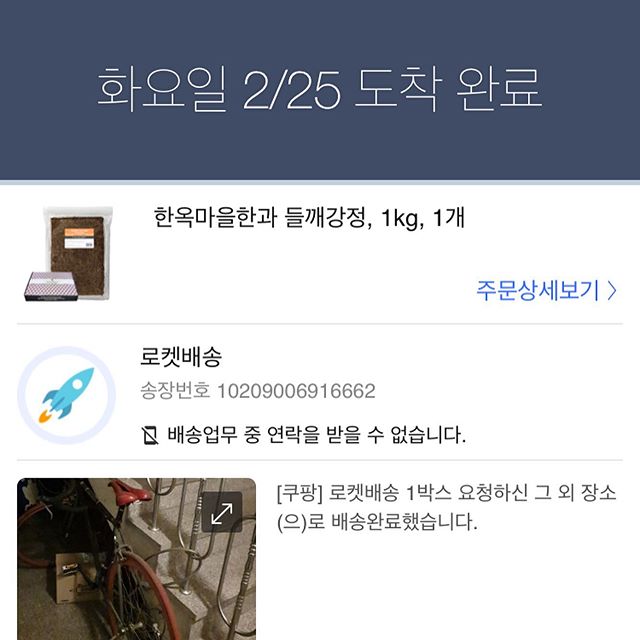 화요일 2/25 도착 완료
한옥마을한과 들깨강정, 1kg, 1개
주문상세보기 〉
로켓배송
송장번호 10209006916662
배송업무 중 연락을 받을 수 없습니다.
[쿠팡] 로켓배송 1박스 요청하신 그 외 장소
(으)로 배송완료했습니다.